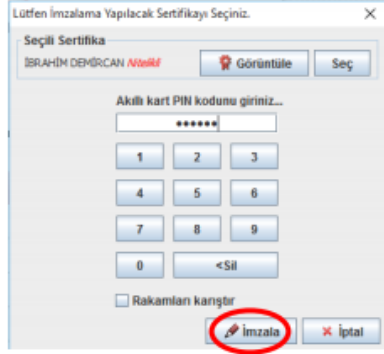 Lütfen İmzalama Yapılacak Sertifikayı Seçiniz.
Seçili Sertifika
İBRAHİM DEMİRCAN Nitelikli
Görüntüle
Seç
Akıllı kart PIN kodunu giriniz...
******
1 2 3
4 5 6
7 8 9
0 <Sil
Rakamları karıştır
İmzala
İptal